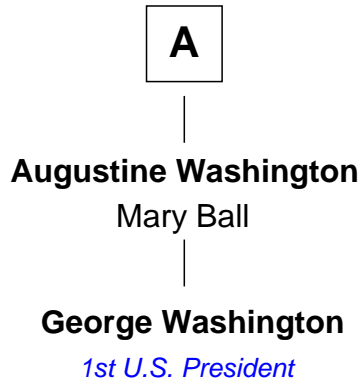 A
Augustine Washington
Mary Ball
George Washington
1st U.S. President